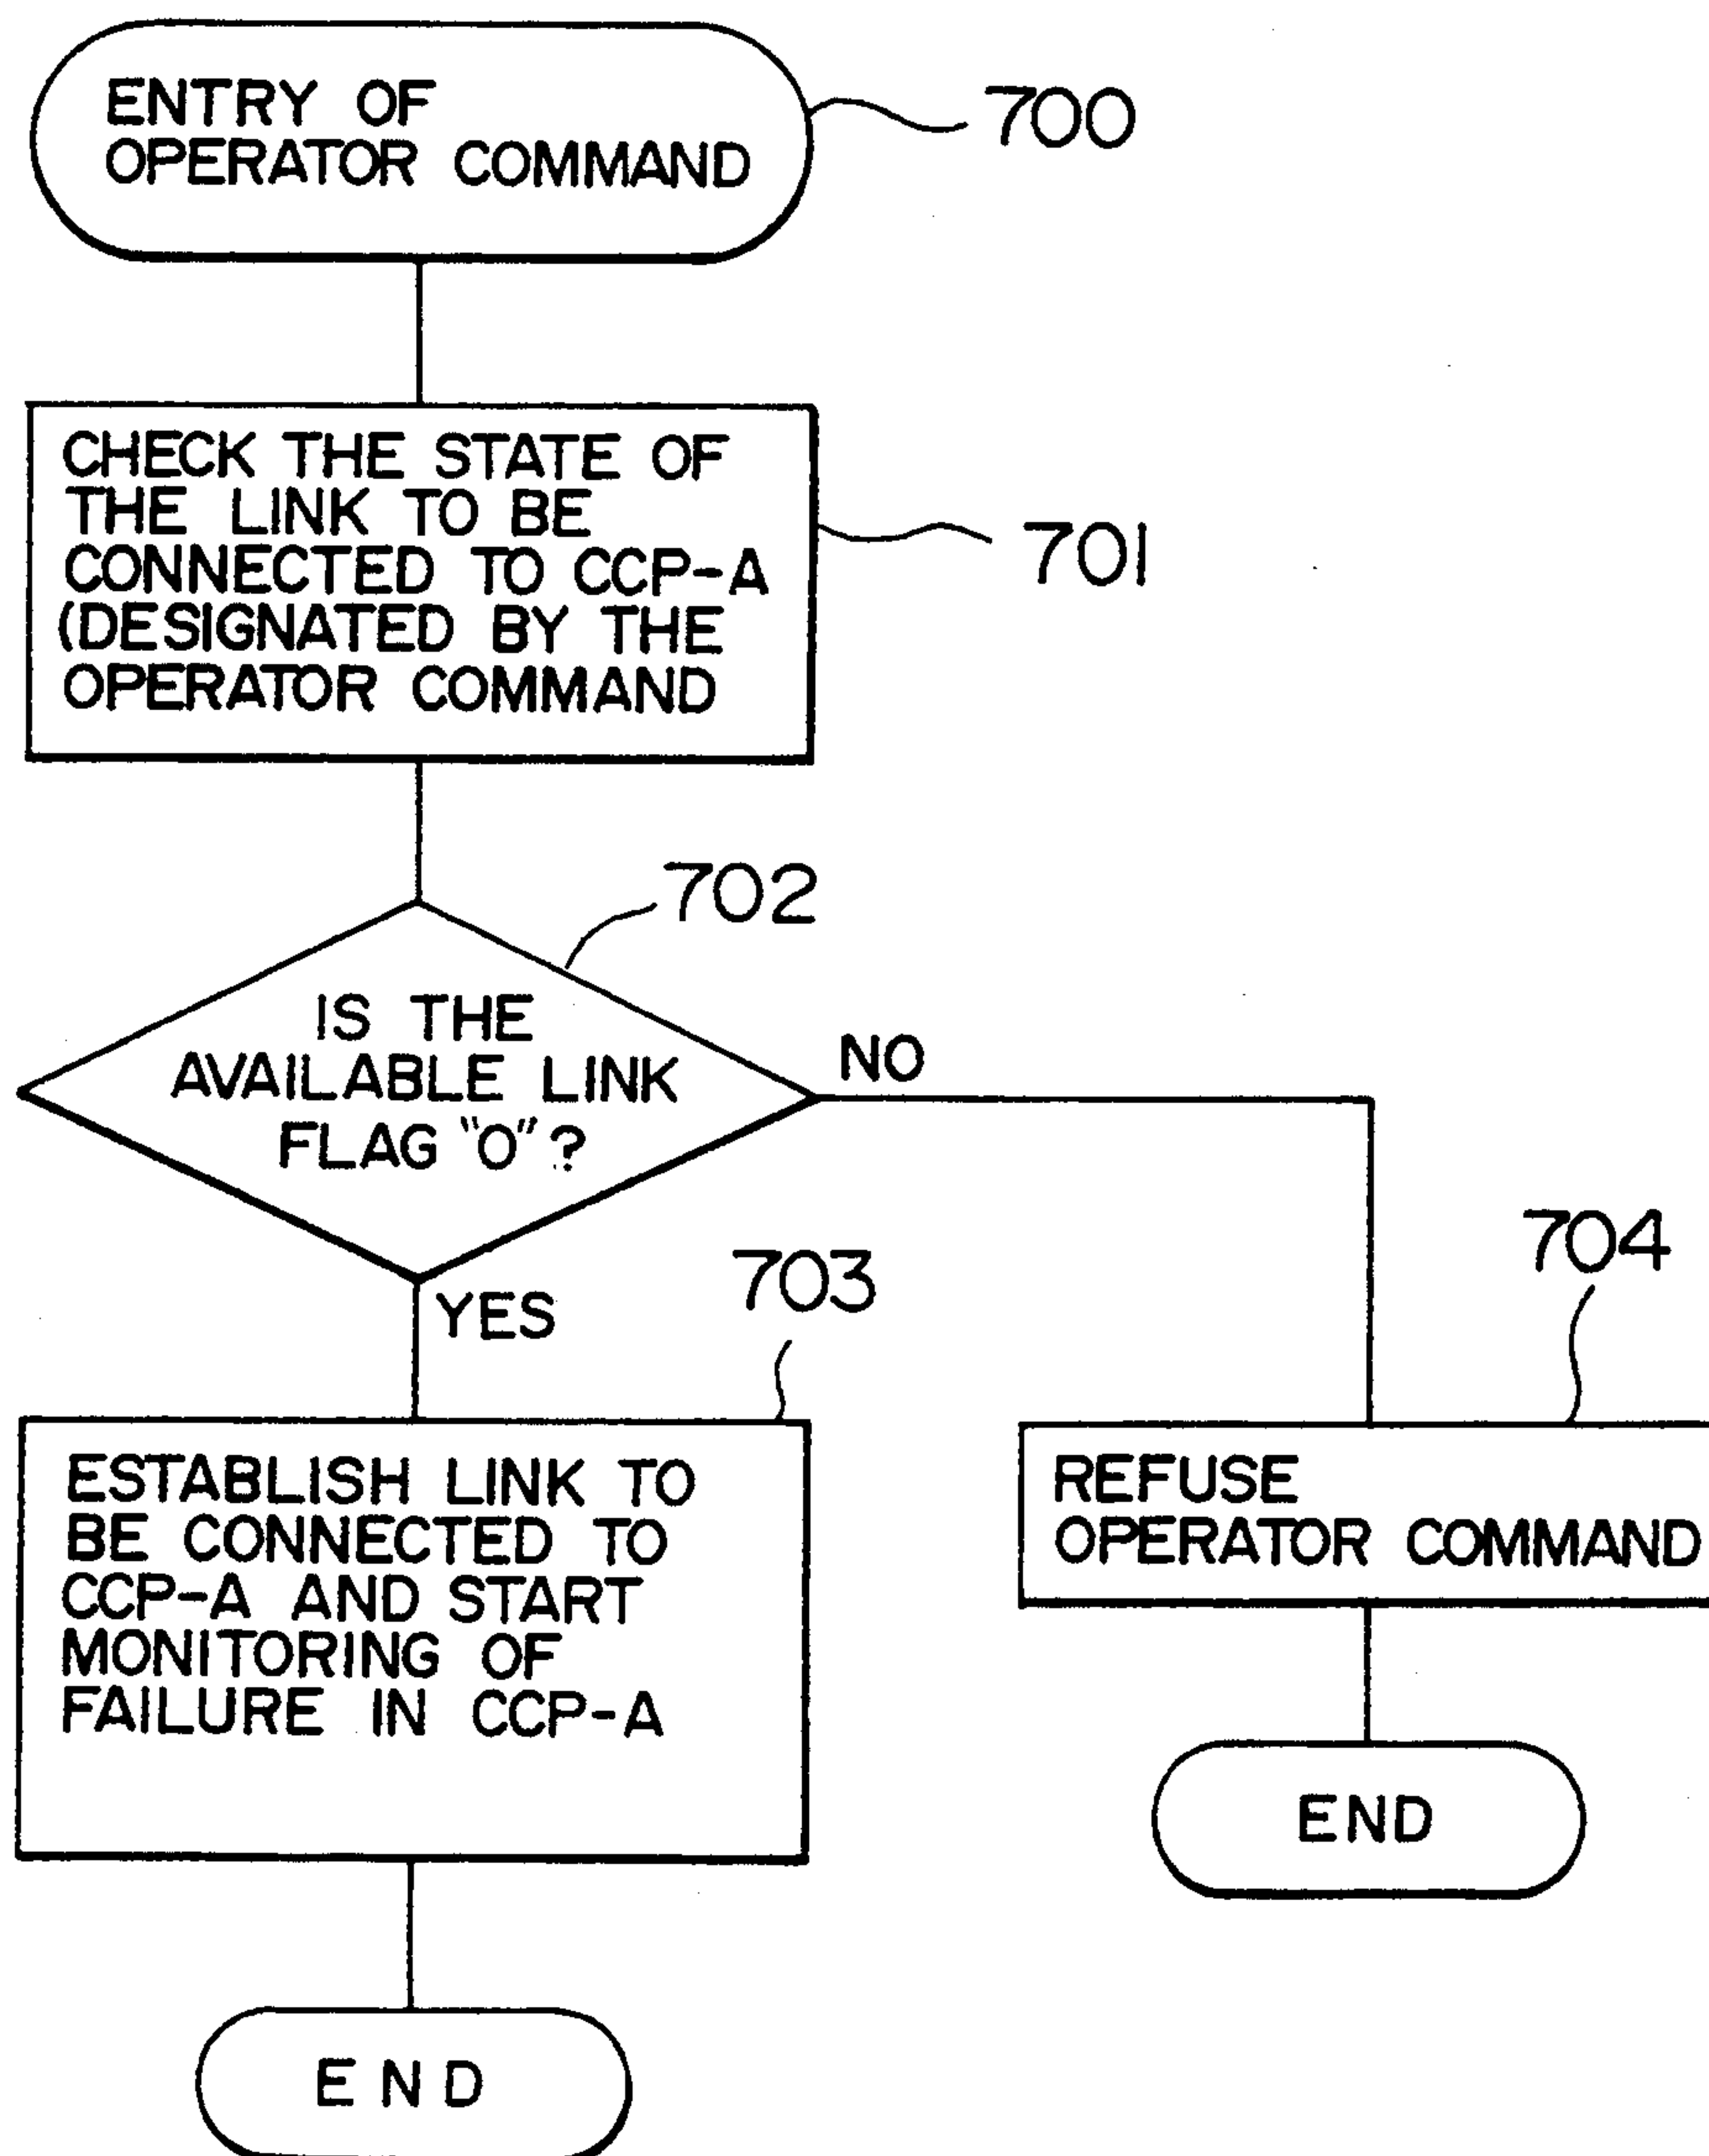 ENTRY OF
OPERATOR COMMAND
700
CHECK THE STATE OF
THE LINK TO BE
CONNECTED TO CCP-A
(DESIGNATED BY THE
OPERATOR COMMAND
701
702
IS THE
AVAILABLE LINK
FLAG "0"?
NO
YES
703
704
ESTABLISH LINK TO
BE CONNECTED TO
CCP-A AND START
MONITORING OF
FAILURE IN CCP-A
REFUSE
OPERATOR COMMAND
END
END